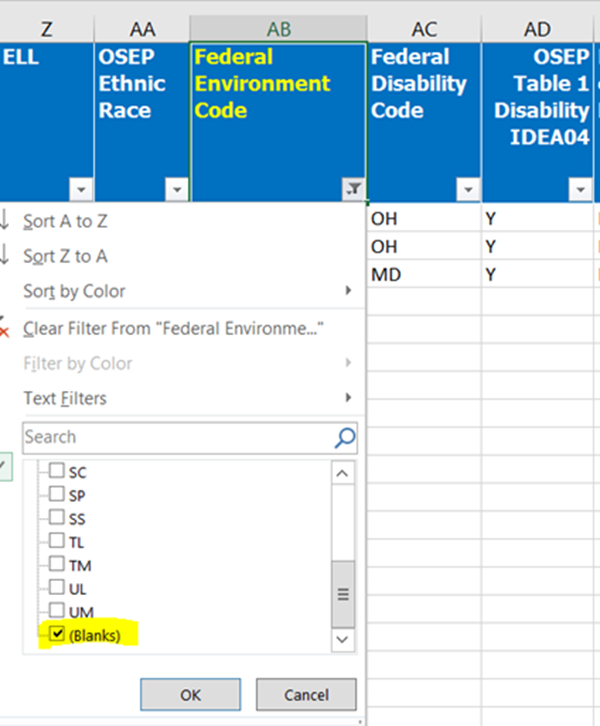 Z AA AB AC AD
ELL OSEP Federal Federal OSEP
Ethnic Environment Disability Table 1
Race Code Code Disability
IDEA04
OH Y
OH Y
MD Y
Sort A to Z
Sort Z to A
Sort by Color
Clear Filter From "Federal Environme..."
Filter by Color
Text Filters
Search
SC
SP
SS
TL
TM
UL
UM
(Blanks)
OK Cancel